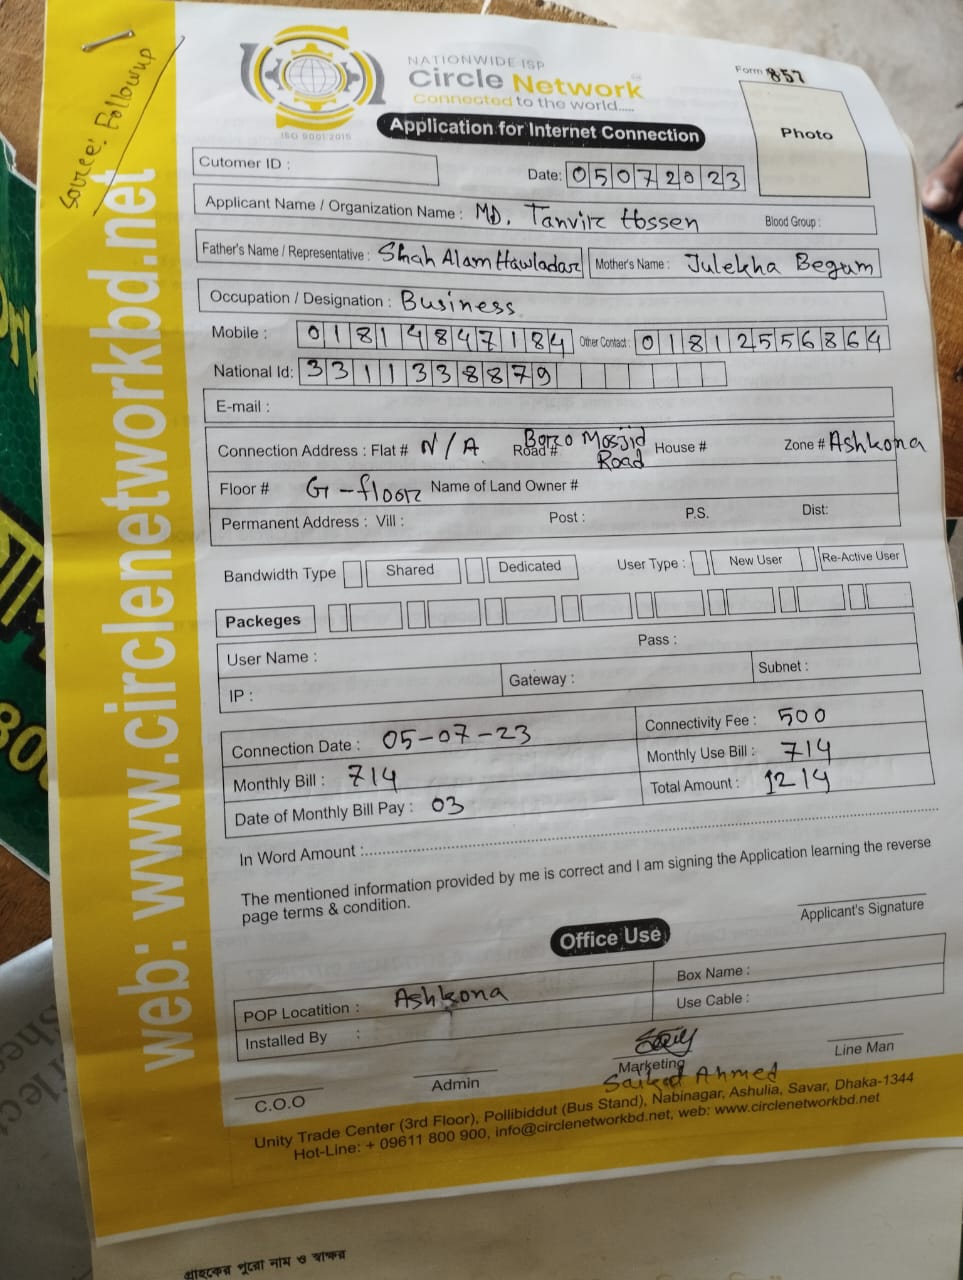 Source: Followup
NATIONWIDE ISP
Circle Network
Connected to the world.....
ISO 9001:2015
Form 857
Application for Internet Connection
Photo
Cutomer ID :
Date: 05072023
Applicant Name / Organization Name : MD. Tanvir Hossen Blood Group :
Father's Name / Representative : Shah Alam Hawladar Mother's Name : Julekha Begum
Occupation / Designation : Business
Mobile : 01814847184 Other Contact : 01812556864
National Id: 3311338879
E-mail :
Connection Address : Flat # N/A Road # Boro Mosjid Road House # Zone # Ashkona
Floor # G-floor Name of Land Owner #
Permanent Address : Vill : Post : P.S. Dist:
Bandwidth Type Shared Dedicated User Type : New User Re-Active User
Packeges
User Name : Pass :
IP : Gateway : Subnet :
Connection Date : 05-07-23 Connectivity Fee : 500
Monthly Bill : 714 Monthly Use Bill : 714
Date of Monthly Bill Pay : 03 Total Amount : 1214
In Word Amount :
The mentioned information provided by me is correct and I am signing the Application learning the reverse
page terms & condition.
Applicant's Signature
Office Use
POP Locatition : Ashkona Box Name :
Installed By : Use Cable :
C.O.O Admin Marketing Line Man
Saikat Ahmed
Unity Trade Center (3rd Floor), Pollibiddut (Bus Stand), Nabinagar, Ashulia, Savar, Dhaka-1344
Hot-Line: + 09611 800 900, info@circlenetworkbd.net, web: www.circlenetworkbd.net
web: www.circlenetworkbd.net
গ্রাহকের পুরো নাম ও স্বাক্ষর